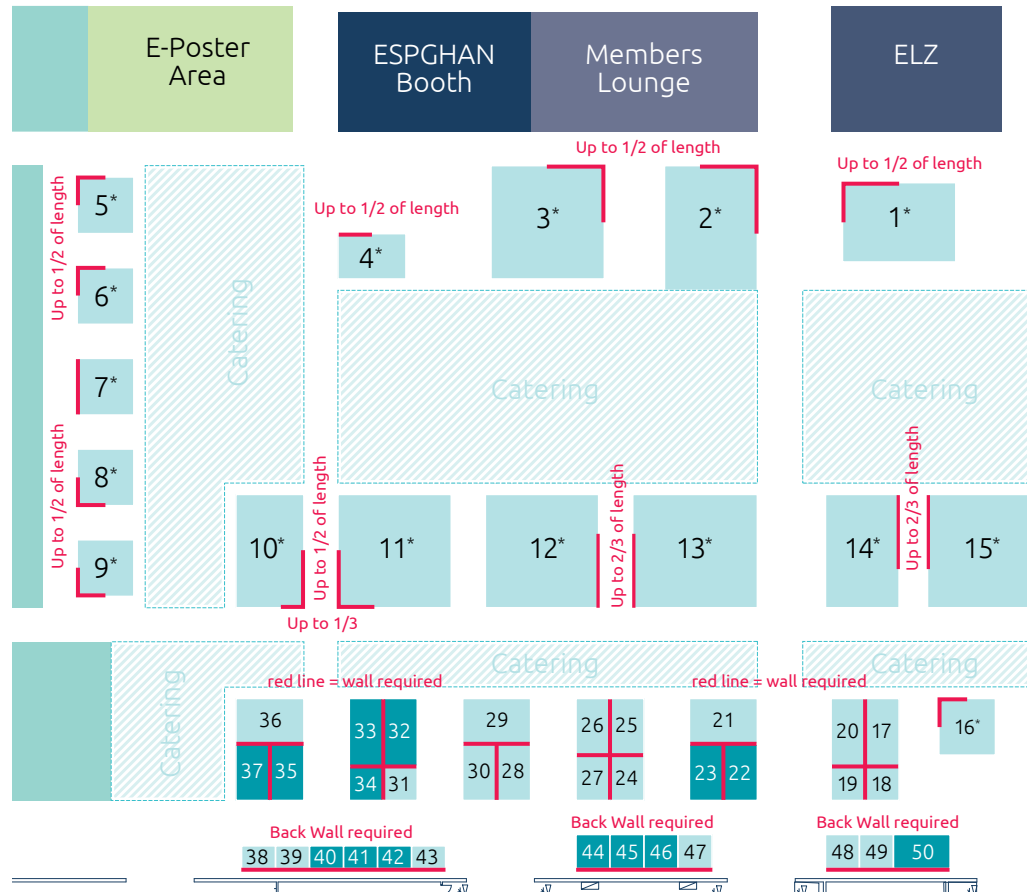 E-Poster
Area
ESPGHAN
Booth
Members
Lounge
ELZ
Up to 1/2 of length
Up to 1/2 of length
Up to 1/2 of length
Up to 1/2 of length
5*
6*
7*
8*
9*
Up to 1/2 of length
4*
3*
2*
1*
Catering
Catering
Catering
10*
Up to 1/2 of length
11*
12*
Up to 2/3 of length
13*
14*
Up to 2/3 of length
15*
Up to 1/3
Catering
Catering
Catering
red line = wall required
red line = wall required
36
37 35
33 32
34 31
29
30 28
26 25
27 24
21
23 22
20 17
19 18
16*
Back Wall required
38 39 40 41 42 43
Back Wall required
44 45 46 47
Back Wall required
48 49 50